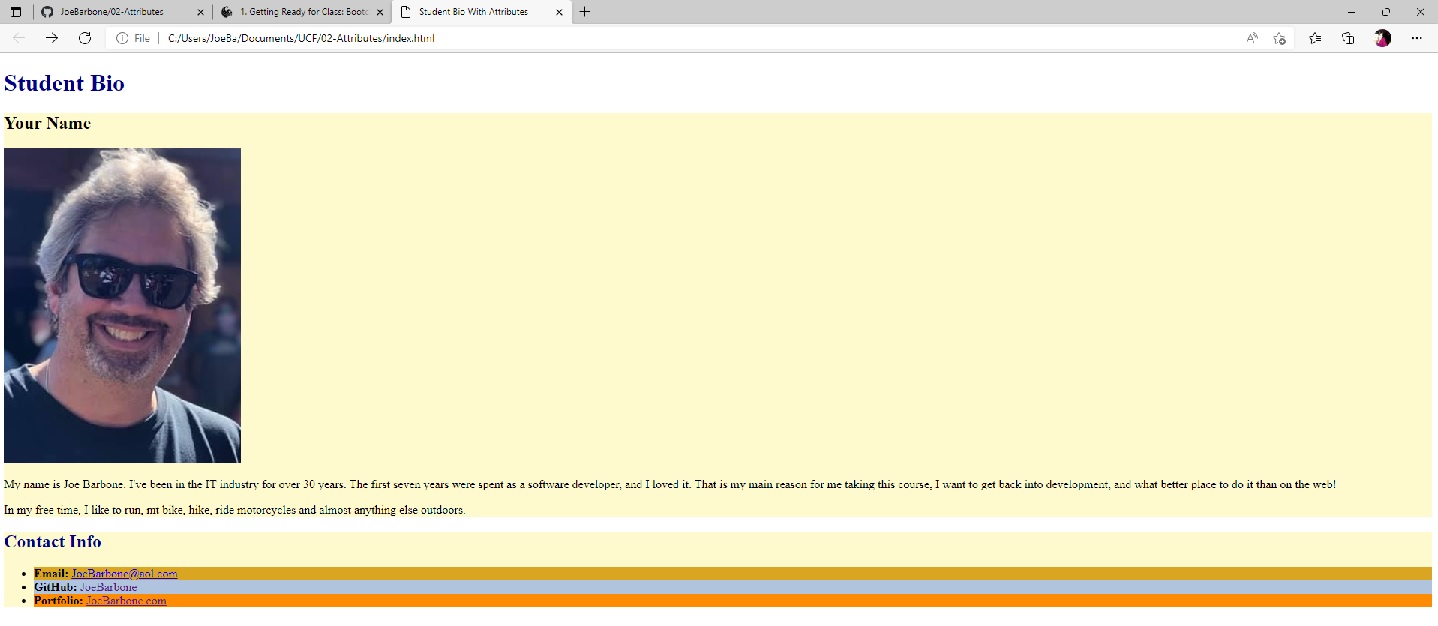 JoeBarbone/02-Attributes
1. Getting Ready for Class: Bootc
Student Bio With Attributes
File
C:/Users/JoeBa/Documents/UCF/02-Attributes/index.html
Student Bio
Your Name
My name is Joe Barbone. I've been in the IT industry for over 30 years. The first seven years were spent as a software developer, and I loved it. That is my main reason for me taking this course, I want to get back into development, and what better place to do it than on the web!
In my free time, I like to run, mt bike, hike, ride motorcycles and almost anything else outdoors.
Contact Info
Email: JoeBarbone@aol.com
GitHub: JoeBarbone
Portfolio: JoeBarbone.com